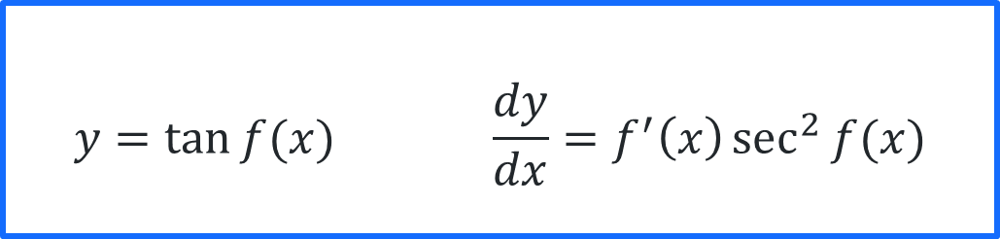 y = tan f(x)
dy/dx = f′(x) sec² f(x)